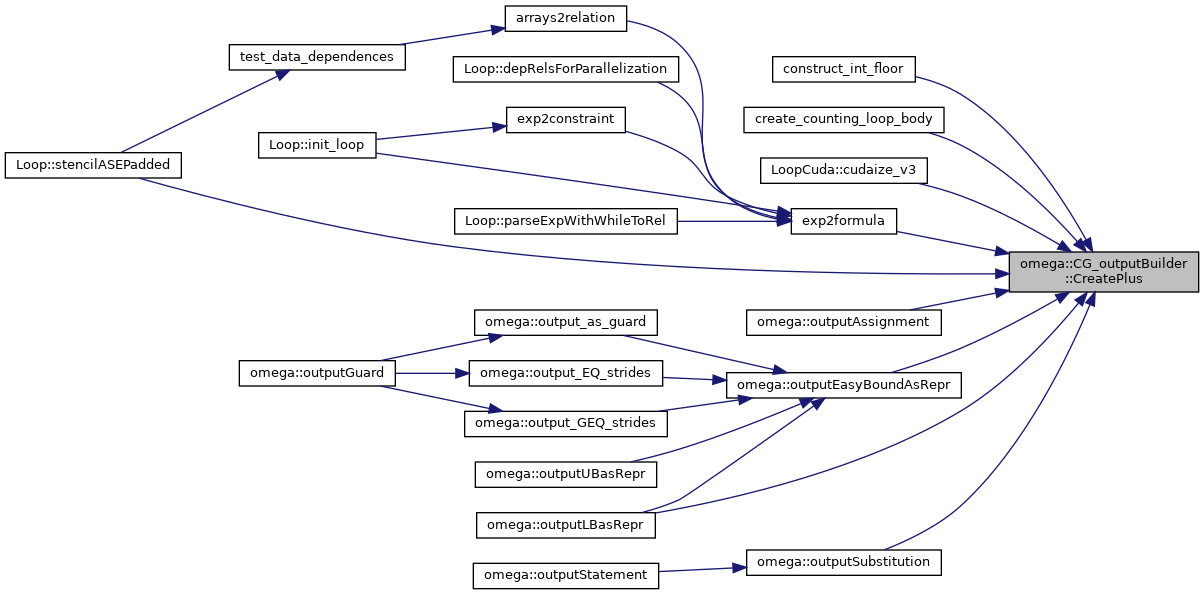 arrays2relation
test_data_dependences
Loop::depRelsForParallelization
construct_int_floor
exp2constraint
create_counting_loop_body
Loop::init_loop
Loop::stencilASEPadded
LoopCuda::cudaize_v3
Loop::parseExpWithWhileToRel
exp2formula
omega::CG_outputBuilder
::CreatePlus
omega::output_as_guard
omega::outputAssignment
omega::outputGuard
omega::output_EQ_strides
omega::outputEasyBoundAsRepr
omega::output_GEQ_strides
omega::outputUBasRepr
omega::outputLBasRepr
omega::outputSubstitution
omega::outputStatement